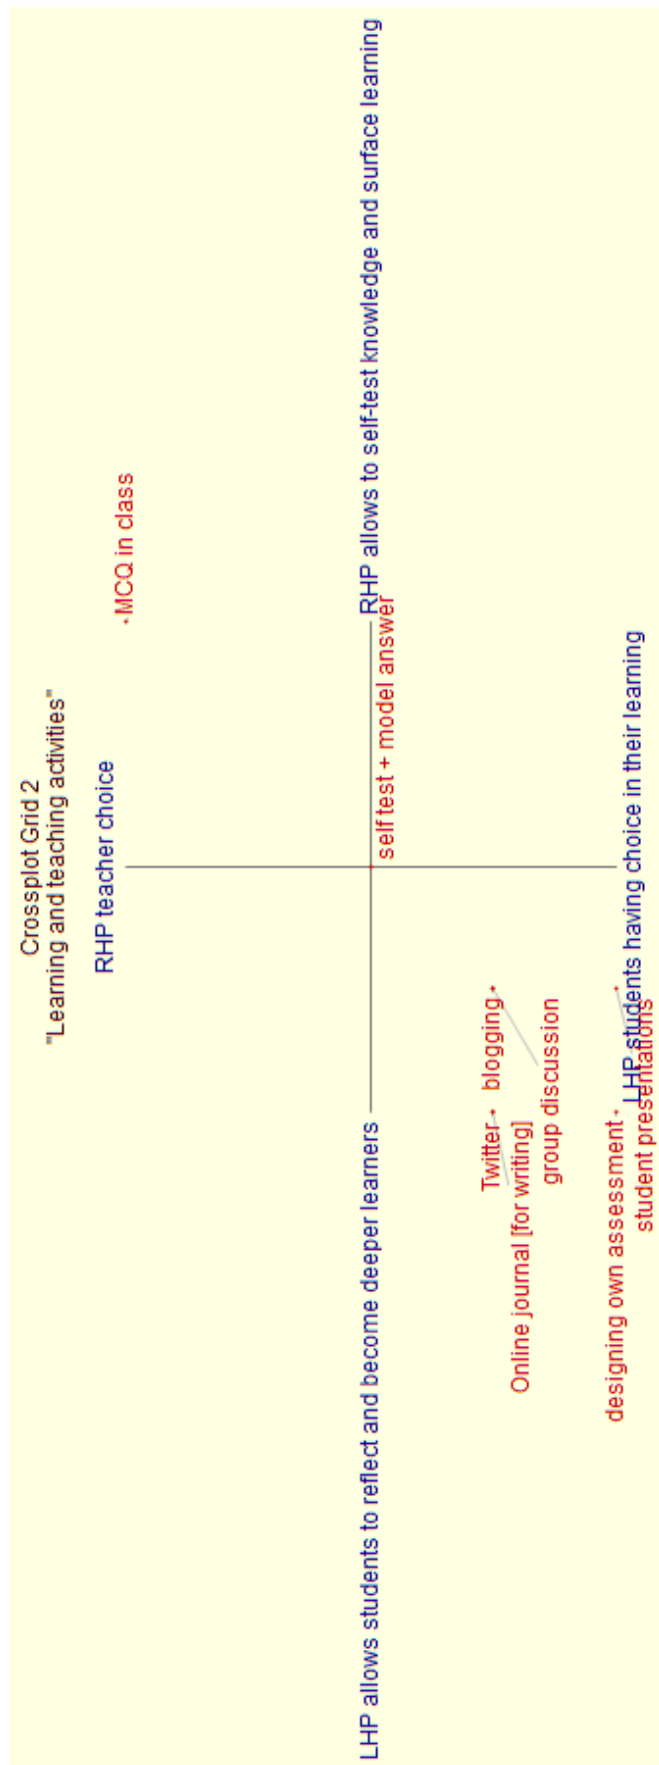 Crossplot Grid 2
"Learning and teaching activities"
RHP teacher choice
MCQ in class
LHP allows students to reflect and become deeper learners
RHP allows to self-test knowledge and surface learning
self test + model answer
Twitter
blogging
Online journal [for writing]
group discussion
designing own assessment
LHP students having choice in their learning
student presentations